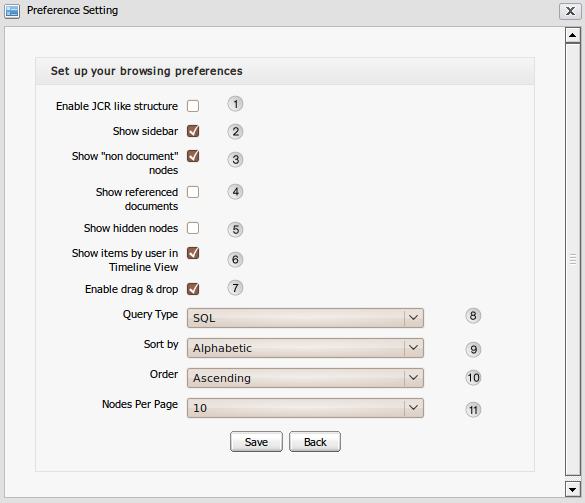 Preference Setting
Set up your browsing preferences
Enable JCR like structure 1
Show sidebar 2
Show "non document" 3
nodes
Show referenced 4
documents
Show hidden nodes 5
Show items by user in 6
Timeline View
Enable drag & drop 7
Query Type SQL 8
Sort by Alphabetic 9
Order Ascending 10
Nodes Per Page 10 11
Save Back